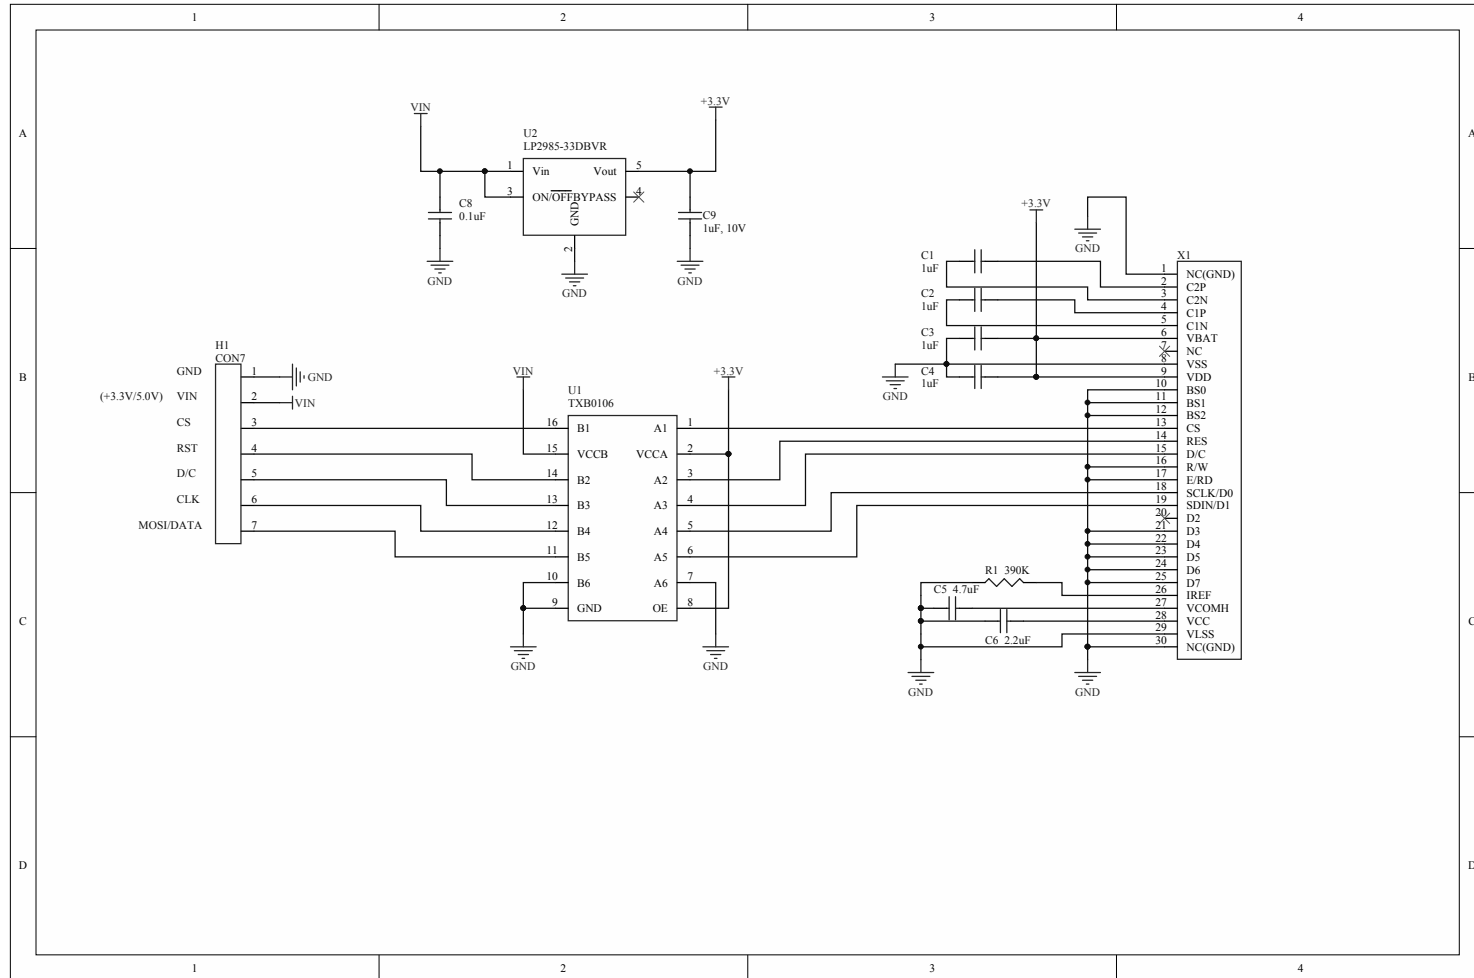 1 2 3 4
A A
VIN
+3.3V
U2
LP2985-33DBVR
1 Vin Vout 5
3 ON/OFF BYPASS 4
GND
2
C8
0.1uF
C9
1uF, 10V
GND
GND
GND
+3.3V
GND
C1
1uF
C2
1uF
C3
1uF
C4
1uF
GND
X1
1 NC(GND)
2 C2P
3 C2N
4 C1P
5 C1N
6 VBAT
7 NC
8 VSS
9 VDD
10 BS0
11 BS1
12 BS2
13 CS
14 RES
15 D/C
16 R/W
17 E/RD
18 SCLK/D0
19 SDIN/D1
20 D2
21 D3
22 D4
23 D5
24 D6
25 D7
26 IREF
27 VCOMH
28 VCC
29 VLSS
30 NC(GND)
B B
H1
CON7
GND 1 GND
(+3.3V/5.0V) VIN 2 VIN
CS 3
RST 4
D/C 5
CLK 6
MOSI/DATA 7
VIN
+3.3V
U1
TXB0106
16 B1 A1 1
15 VCCB VCCA 2
14 B2 A2 3
13 B3 A3 4
12 B4 A4 5
11 B5 A5 6
10 B6 A6 7
9 GND OE 8
GND
GND
R1 390K
C5 4.7uF
C6 2.2uF
GND
GND
C C
D D
1 2 3 4